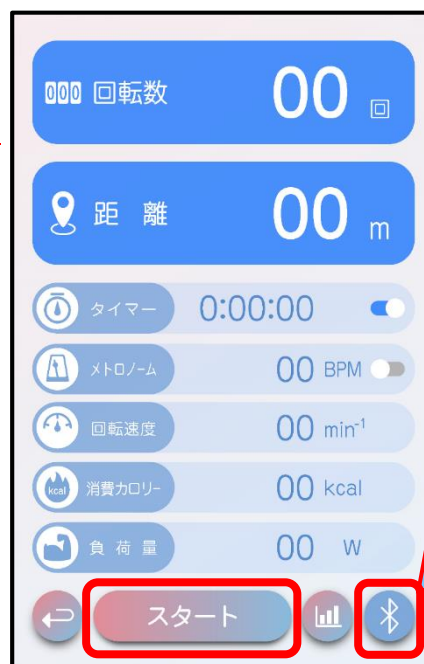 000 回転数 00 回
距 離 00 m
タイマー 0:00:00
メトロノーム 00 BPM
回転速度 00 min⁻¹
kcal 消費カロリー 00 kcal
負 荷 量 00 W
スタート